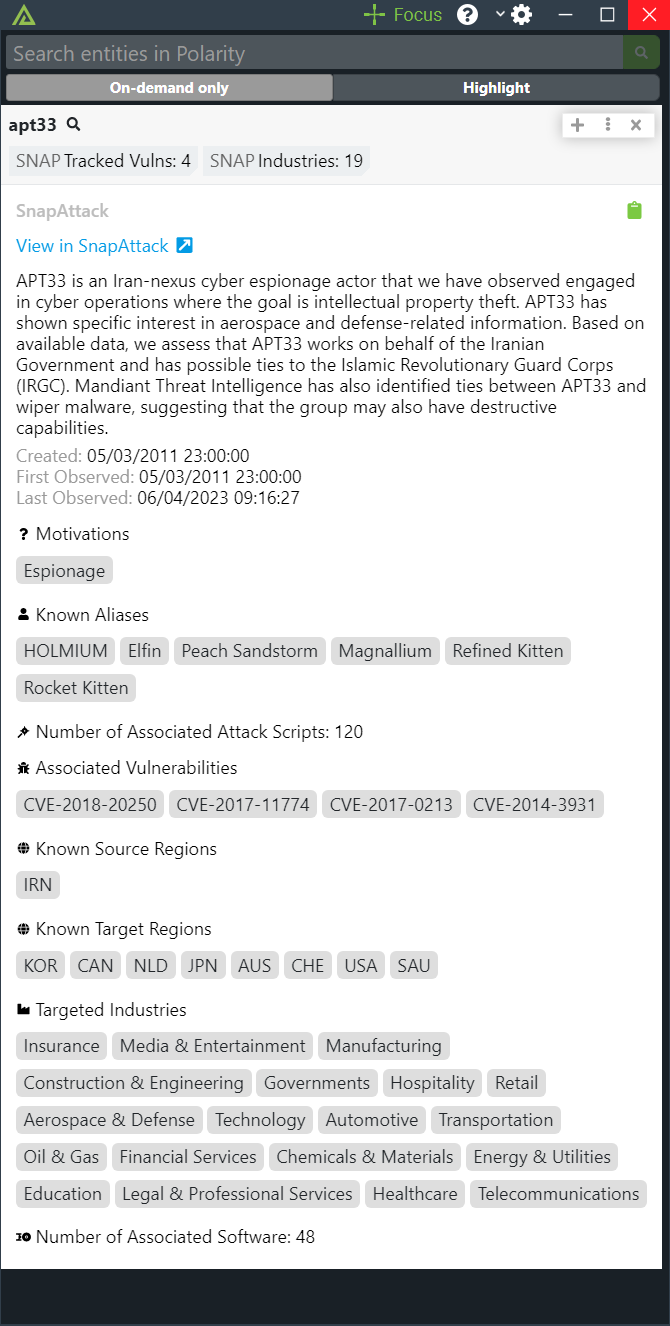 Focus
Search entities in Polarity
On-demand only Highlight
apt33
SNAP Tracked Vulns: 4 SNAP Industries: 19
SnapAttack
View in SnapAttack
APT33 is an Iran-nexus cyber espionage actor that we have observed engaged
in cyber operations where the goal is intellectual property theft. APT33 has
shown specific interest in aerospace and defense-related information. Based on
available data, we assess that APT33 works on behalf of the Iranian
Government and has possible ties to the Islamic Revolutionary Guard Corps
(IRGC). Mandiant Threat Intelligence has also identified ties between APT33 and
wiper malware, suggesting that the group may also have destructive
capabilities.
Created: 05/03/2011 23:00:00
First Observed: 05/03/2011 23:00:00
Last Observed: 06/04/2023 09:16:27
Motivations
Espionage
Known Aliases
HOLMIUM Elfin Peach Sandstorm Magnallium Refined Kitten
Rocket Kitten
Number of Associated Attack Scripts: 120
Associated Vulnerabilities
CVE-2018-20250 CVE-2017-11774 CVE-2017-0213 CVE-2014-3931
Known Source Regions
IRN
Known Target Regions
KOR CAN NLD JPN AUS CHE USA SAU
Targeted Industries
Insurance Media & Entertainment Manufacturing
Construction & Engineering Governments Hospitality Retail
Aerospace & Defense Technology Automotive Transportation
Oil & Gas Financial Services Chemicals & Materials Energy & Utilities
Education Legal & Professional Services Healthcare Telecommunications
Number of Associated Software: 48